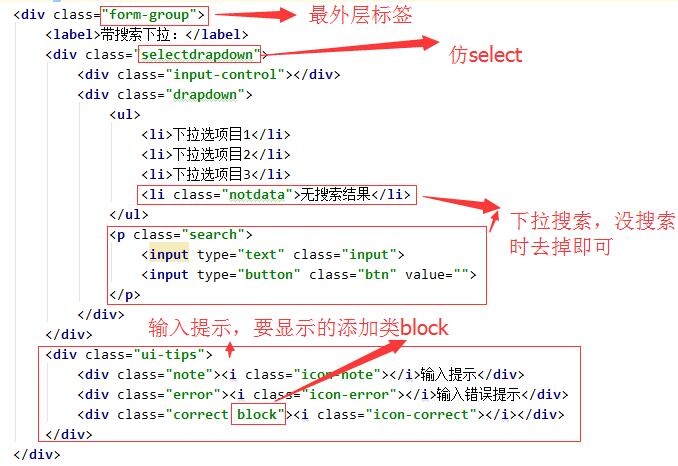 <div class="form-group">
最外层标签
<label>带搜索下拉：</label>
<div class="selectdrapdown">
仿select
<div class="input-control"></div>
<div class="drapdown">
<ul>
<li>下拉选项目1</li>
<li>下拉选项目2</li>
<li>下拉选项目3</li>
<li class="notdata">无搜索结果</li>
</ul>
下拉搜索，没搜索
时去掉即可
<p class="search">
<input type="text" class="input">
<input type="button" class="btn" value="">
</p>
</div>
</div>
输入提示，要显示的添加类block
<div class="ui-tips">
<div class="note"><i class="icon-note"></i>输入提示</div>
<div class="error"><i class="icon-error"></i>输入错误提示</div>
<div class="correct block"><i class="icon-correct"></i></div>
</div>
</div>